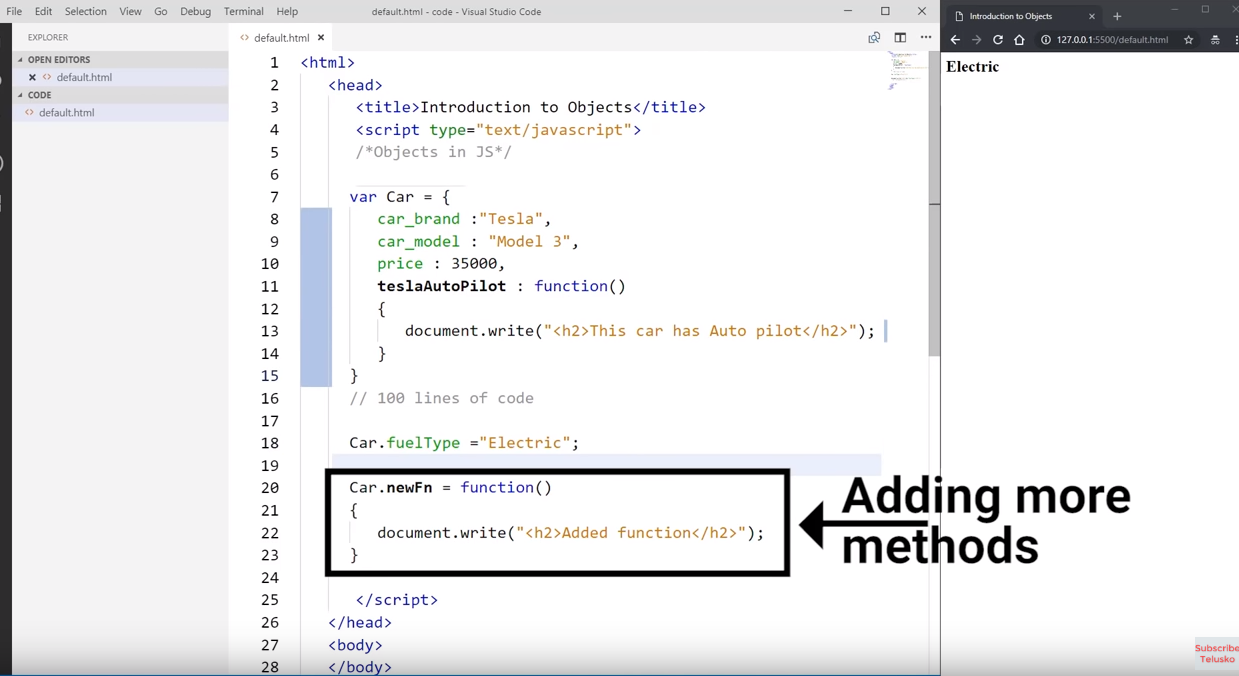 File Edit Selection View Go Debug Terminal Help default.html - code - Visual Studio Code
Introduction to Objects
EXPLORER
default.html
127.0.0.1:5500/default.html
OPEN EDITORS
default.html
CODE
default.html
1 <html>
2 <head>
3 <title>Introduction to Objects</title>
4 <script type="text/javascript">
5 /*Objects in JS*/
6
7 var Car = {
8 car_brand :"Tesla",
9 car_model : "Model 3",
10 price : 35000,
11 teslaAutoPilot : function()
12 {
13 document.write("<h2>This car has Auto pilot</h2>");
14 }
15 }
16 // 100 lines of code
17
18 Car.fuelType ="Electric";
19
20 Car.newFn = function()
21 {
22 document.write("<h2>Added function</h2>");
23 }
24
25 </script>
26 </head>
27 <body>
28 </body>
Electric
Adding more
methods
Subscribe
Telusko